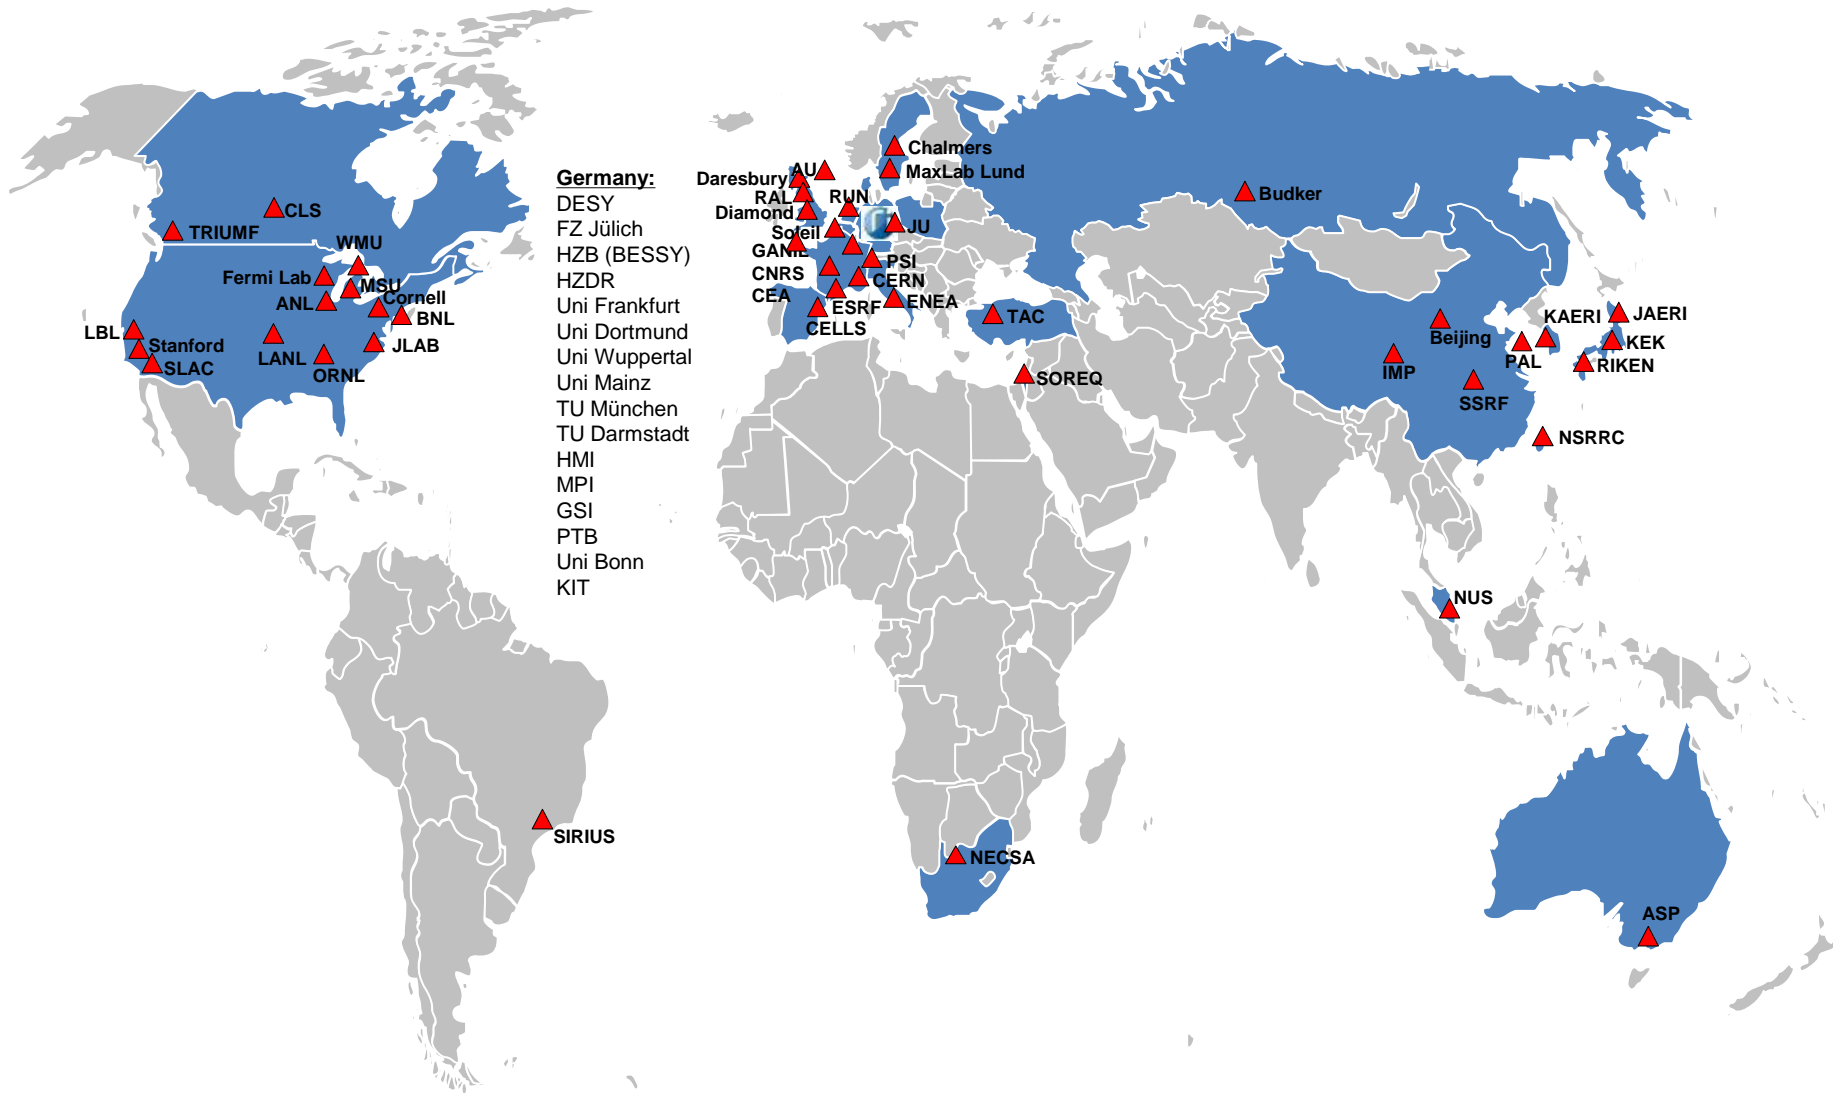 CLS
TRIUMF
WMU
Fermi Lab
MSU
ANL
Cornell
BNL
LBL
Stanford
SLAC
LANL
ORNL
JLAB
Germany:
DESY
FZ Jülich
HZB (BESSY)
HZDR
Uni Frankfurt
Uni Dortmund
Uni Wuppertal
Uni Mainz
TU München
TU Darmstadt
HMI
MPI
GSI
PTB
Uni Bonn
KIT
SIRIUS
Chalmers
AU
MaxLab Lund
Daresbury
RAL
RUN
Diamond
JU
Soleil
GANIL
PSI
CNRS
CERN
CEA
ENEA
ESRF
CELLS
TAC
SOREQ
NECSA
Budker
KAERI
JAERI
Beijing
KEK
PAL
IMP
RIKEN
SSRF
NSRRC
NUS
ASP